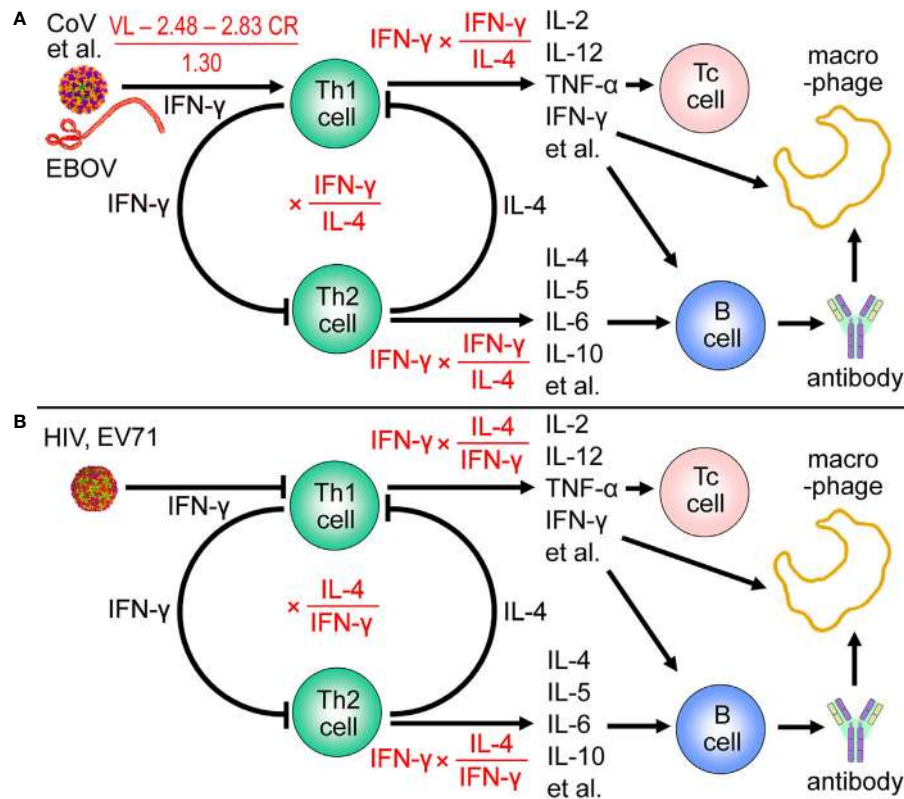 A
CoV
et al.
VL – 2.48 – 2.83 CR
1.30
IFN-γ
EBOV
Th1
cell
IFN-γ × IFN-γ
IL-4
IL-2
IL-12
TNF-α
IFN-γ
et al.
Tc
cell
macro
-phage
IFN-γ
× IFN-γ
IL-4
IL-4
Th2
cell
IFN-γ × IFN-γ
IL-4
IL-4
IL-5
IL-6
IL-10
et al.
B
cell
antibody
B
HIV, EV71
IFN-γ
Th1
cell
IFN-γ × IL-4
IFN-γ
IL-2
IL-12
TNF-α
IFN-γ
et al.
Tc
cell
macro
-phage
IFN-γ
× IL-4
IFN-γ
IL-4
Th2
cell
IFN-γ × IL-4
IFN-γ
IL-4
IL-5
IL-6
IL-10
et al.
B
cell
antibody